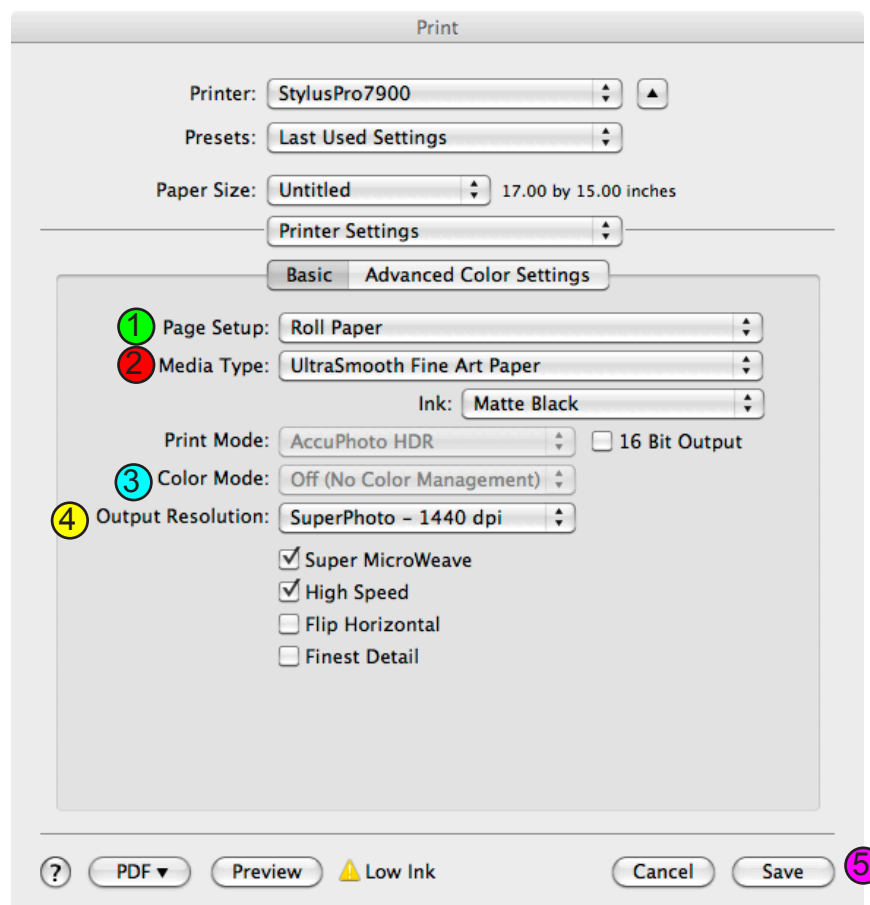 Print
Printer: StylusPro7900
Presets: Last Used Settings
Paper Size: Untitled 17.00 by 15.00 inches
Printer Settings
Basic Advanced Color Settings
1 Page Setup: Roll Paper
2 Media Type: UltraSmooth Fine Art Paper
Ink: Matte Black
Print Mode: AccuPhoto HDR 16 Bit Output
3 Color Mode: Off (No Color Management)
4 Output Resolution: SuperPhoto – 1440 dpi
Super MicroWeave
High Speed
Flip Horizontal
Finest Detail
? PDF▼ Preview Low Ink Cancel Save 5